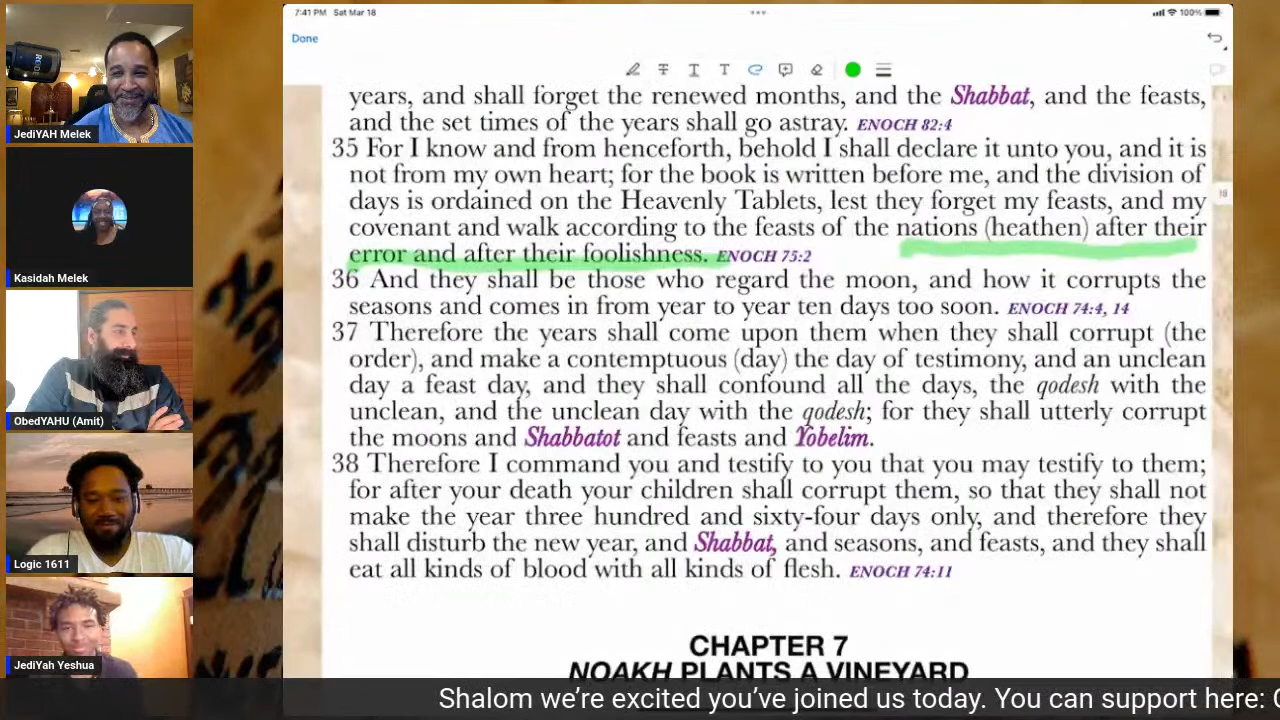 7:41 PM Sat Mar 18
100%
Done
T
T
years, and shall forget the renewed months, and the Shabbat, and the feasts,
and the set times of the years shall go astray. ENOCH 82:4
35 For I know and from henceforth, behold I shall declare it unto you, and it is
not from my own heart; for the book is written before me, and the division of
days is ordained on the Heavenly Tablets, lest they forget my feasts, and my
covenant and walk according to the feasts of the nations (heathen) after their
error and after their foolishness. ENOCH 75:2
36 And they shall be those who regard the moon, and how it corrupts the
seasons and comes in from year to year ten days too soon. ENOCH 74:4, 14
37 Therefore the years shall come upon them when they shall corrupt (the
order), and make a contemptuous (day) the day of testimony, and an unclean
day a feast day, and they shall confound all the days, the qodesh with the
unclean, and the unclean day with the qodesh; for they shall utterly corrupt
the moons and Shabbatot and feasts and Yobelim.
38 Therefore I command you and testify to you that you may testify to them;
for after your death your children shall corrupt them, so that they shall not
make the year three hundred and sixty-four days only, and therefore they
shall disturb the new year, and Shabbat, and seasons, and feasts, and they shall
eat all kinds of blood with all kinds of flesh. ENOCH 74:11
CHAPTER 7
NOAKH PLANTS A VINEYARD
18
RODE
JediYAH Melek
Kasidah Melek
ObedYAHU (Amit)
Logic 1611
JediYah Yeshua
Shalom we’re excited you’ve joined us today. You can support here: